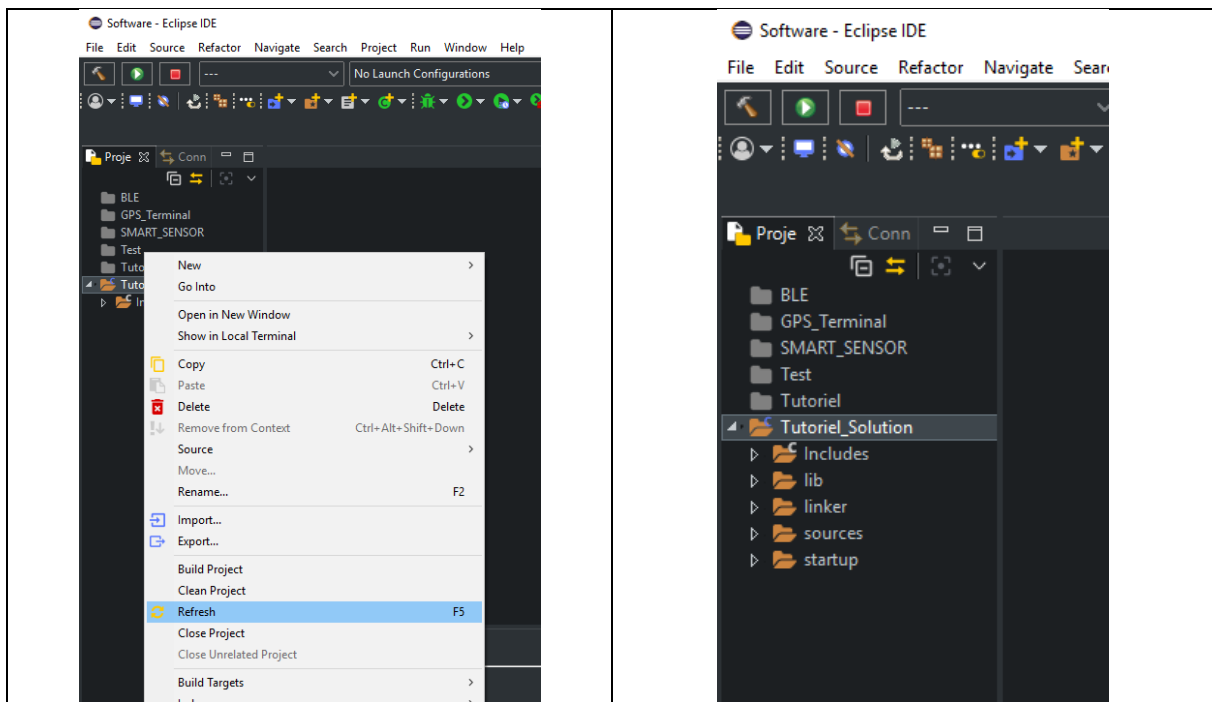 Software - Eclipse IDE
File Edit Source Refactor Navigate Search Project Run Window Help
--- No Launch Configurations
Proje Conn
BLE
GPS_Terminal
SMART_SENSOR
Test
Tuto
Tuto
In
New
Go Into
Open in New Window
Show in Local Terminal
Copy Ctrl+C
Paste Ctrl+V
Delete Delete
Remove from Context Ctrl+Alt+Shift+Down
Source
Move...
Rename... F2
Import...
Export...
Build Project
Clean Project
Refresh F5
Close Project
Close Unrelated Project
Build Targets
Software - Eclipse IDE
File Edit Source Refactor Navigate Sear
---
Proje Conn
BLE
GPS_Terminal
SMART_SENSOR
Test
Tutoriel
Tutoriel_Solution
Includes
lib
linker
sources
startup